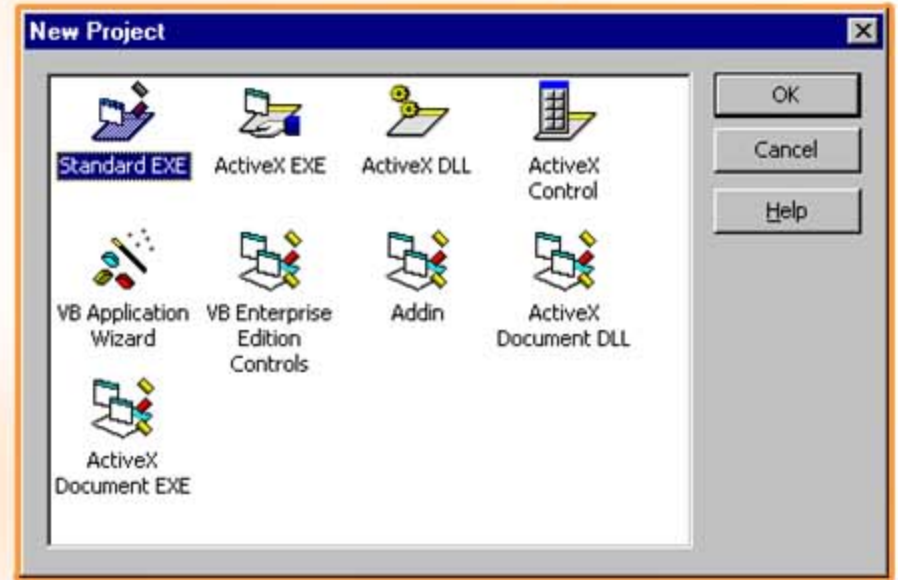 New Project
Standard EXE
ActiveX EXE
ActiveX DLL
ActiveX
Control
VB Application
Wizard
VB Enterprise
Edition
Controls
Addin
ActiveX
Document DLL
ActiveX
Document EXE
OK
Cancel
Help